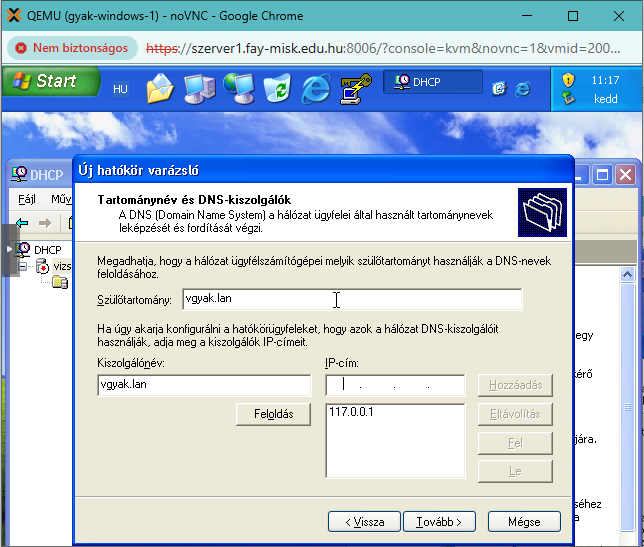 QEMU (gyak-windows-1) - noVNC - Google Chrome
Nem biztonságos https://szerver1.fay-misk.edu.hu:8006/?console=kvm&novnc=1&vmid=200...
Start HU DHCP 11:17
kedd
DHCP
Fájl Műv
DHCP
vizs
Új hatókör varázsló
Tartománynév és DNS-kiszolgálók
A DNS (Domain Name System) a hálózat ügyfelei által használt tartománynevek
leképzését és fordítását végzi.
Megadhatja, hogy a hálózat ügyfélszámítógépei melyik szülőtartományt használják a DNS-nevek
feloldásához.
Szülőtartomány: vgyak.lan
Ha úgy akarja konfigurálni a hatókörügyfeleket, hogy azok a hálózat DNS-kiszolgálóit
használják, adja meg a kiszolgálók IP-címeit.
Kiszolgálónév: IP-cím:
vgyak.lan . . . Hozzáadás
Feloldás 117.0.0.1 Eltávolítás
Fel
Le
< Vissza Tovább > Mégse
egy
kérő
jára.
séghez
a